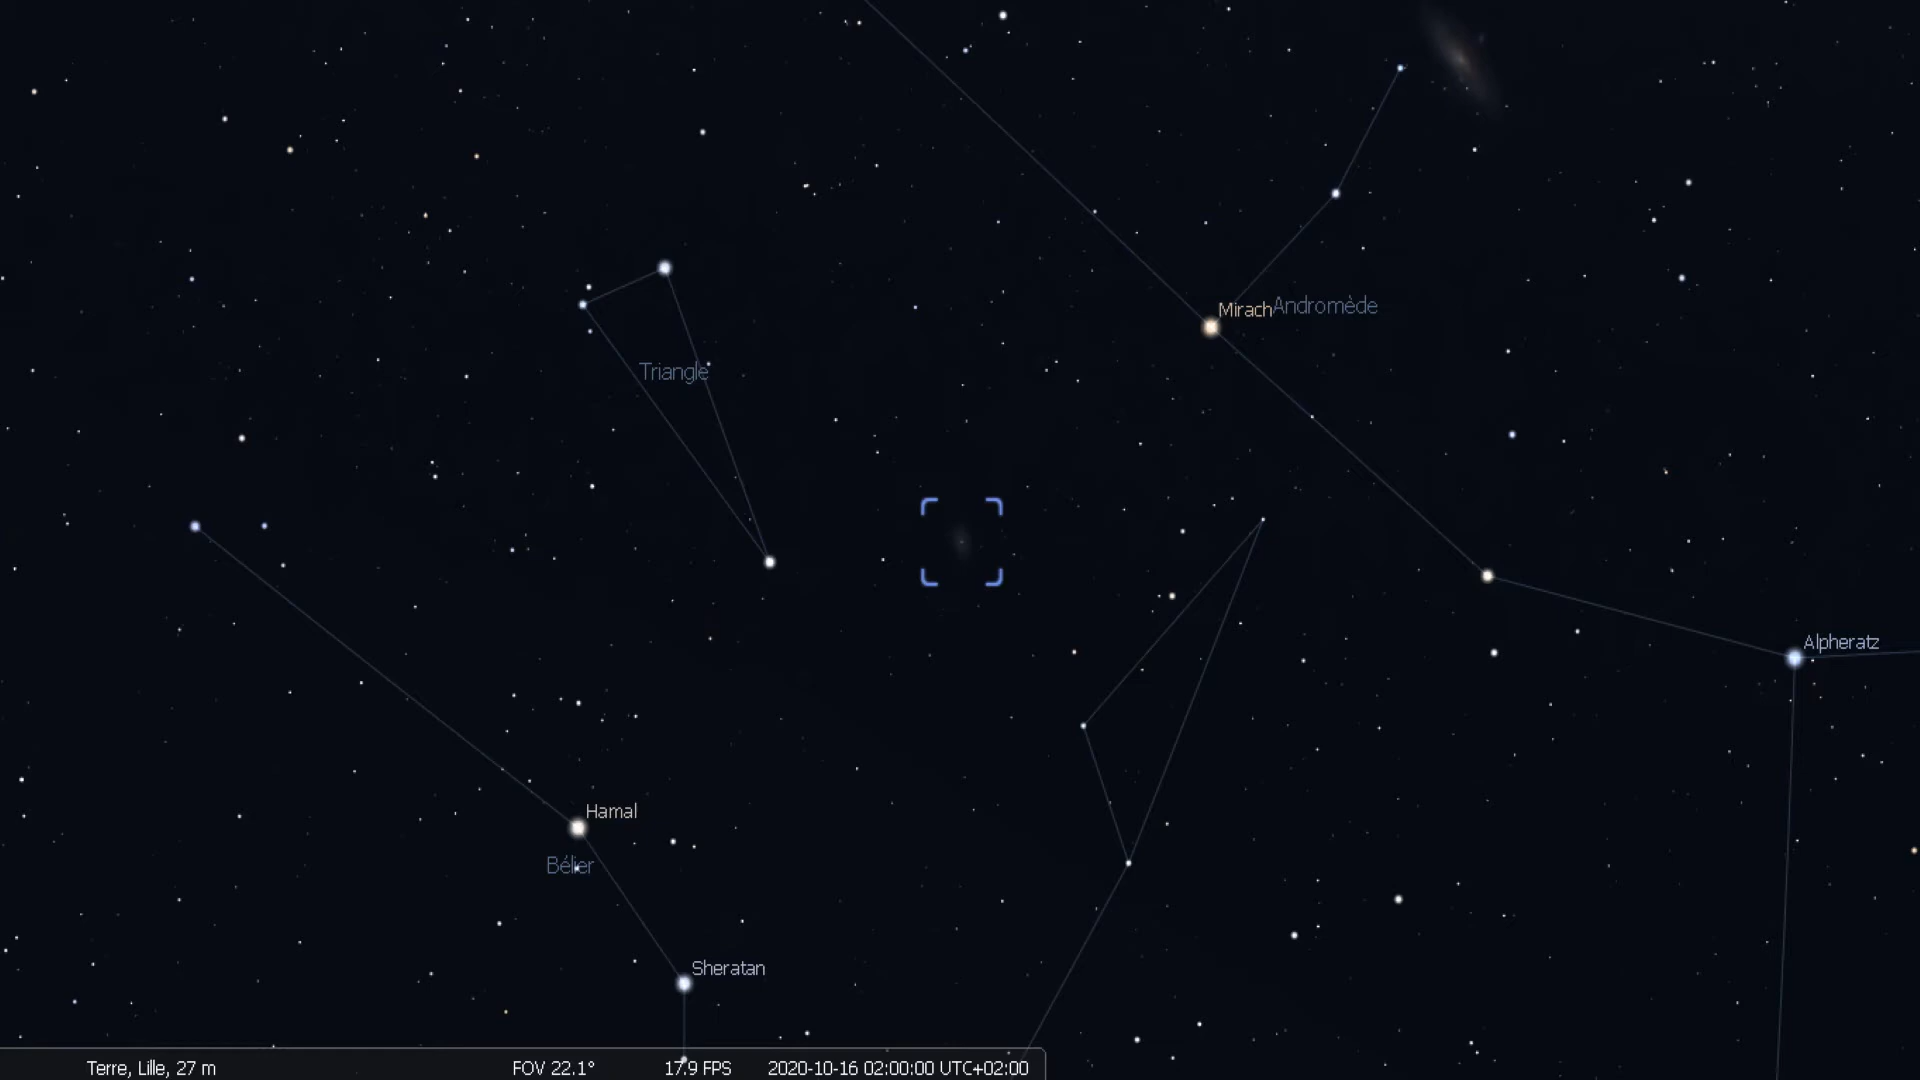 Mirach
Andromède
Triangle
Alpheratz
Hamal
Bélier
Sheratan
Terre, Lille, 27 m
FOV 22.1°
17.9 FPS
2020-10-16 02:00:00 UTC+02:00